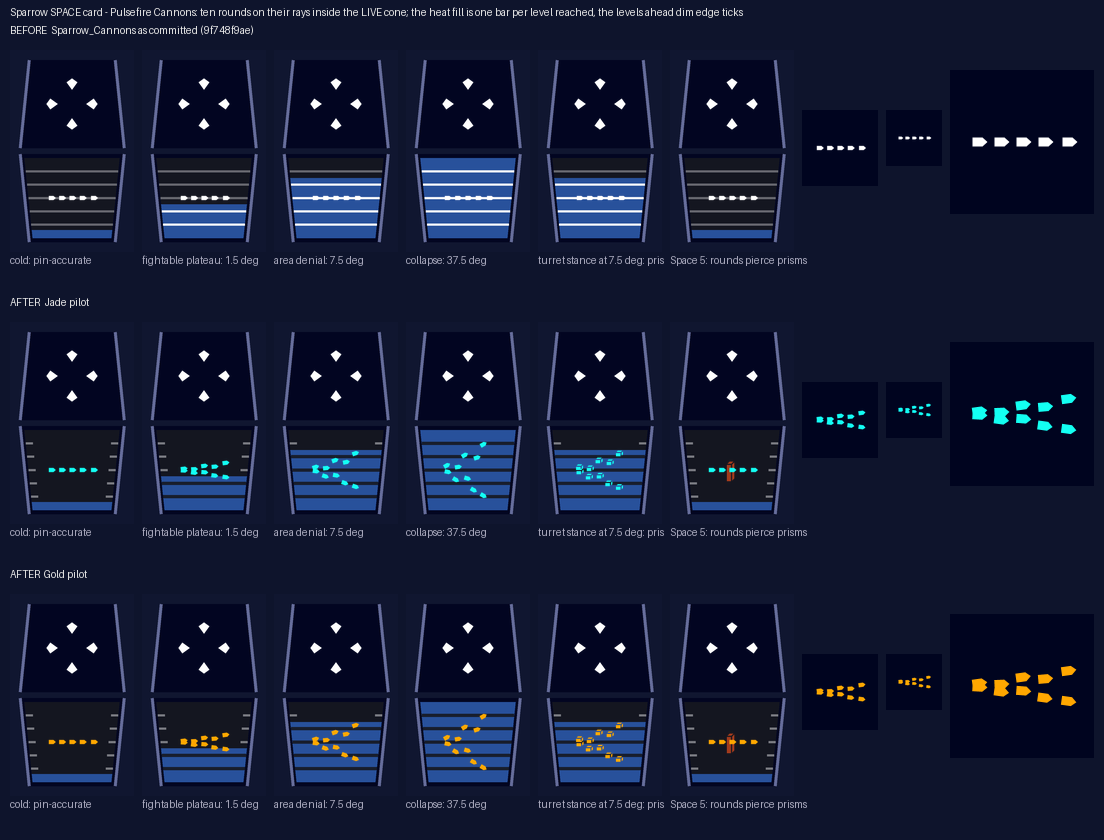 Sparrow SPACE card - Pulsefire Cannons: ten rounds on their rays inside the LIVE cone; the heat fill is one bar per level reached, the levels ahead dim edge ticks
BEFORE Sparrow_Cannons as committed (9f748f9ae)
cold: pin-accurate
fightable plateau: 1.5 deg
area denial: 7.5 deg
collapse: 37.5 deg
turret stance at 7.5 deg: pris
Space 5: rounds pierce prisms
AFTER Jade pilot
cold: pin-accurate
fightable plateau: 1.5 deg
area denial: 7.5 deg
collapse: 37.5 deg
turret stance at 7.5 deg: pris
Space 5: rounds pierce prisms
AFTER Gold pilot
cold: pin-accurate
fightable plateau: 1.5 deg
area denial: 7.5 deg
collapse: 37.5 deg
turret stance at 7.5 deg: pris
Space 5: rounds pierce prisms